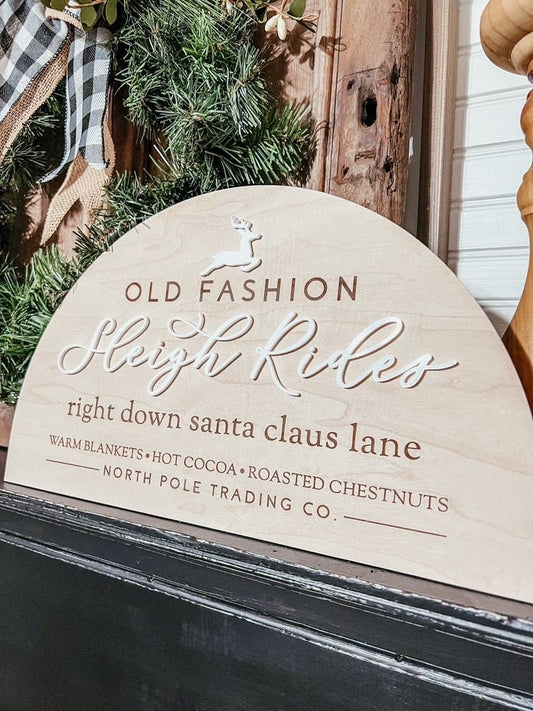 OLD FASHION
Sleigh Rides
right down santa claus lane
WARM BLANKETS • HOT COCOA • ROASTED CHESTNUTS
NORTH POLE TRADING CO.